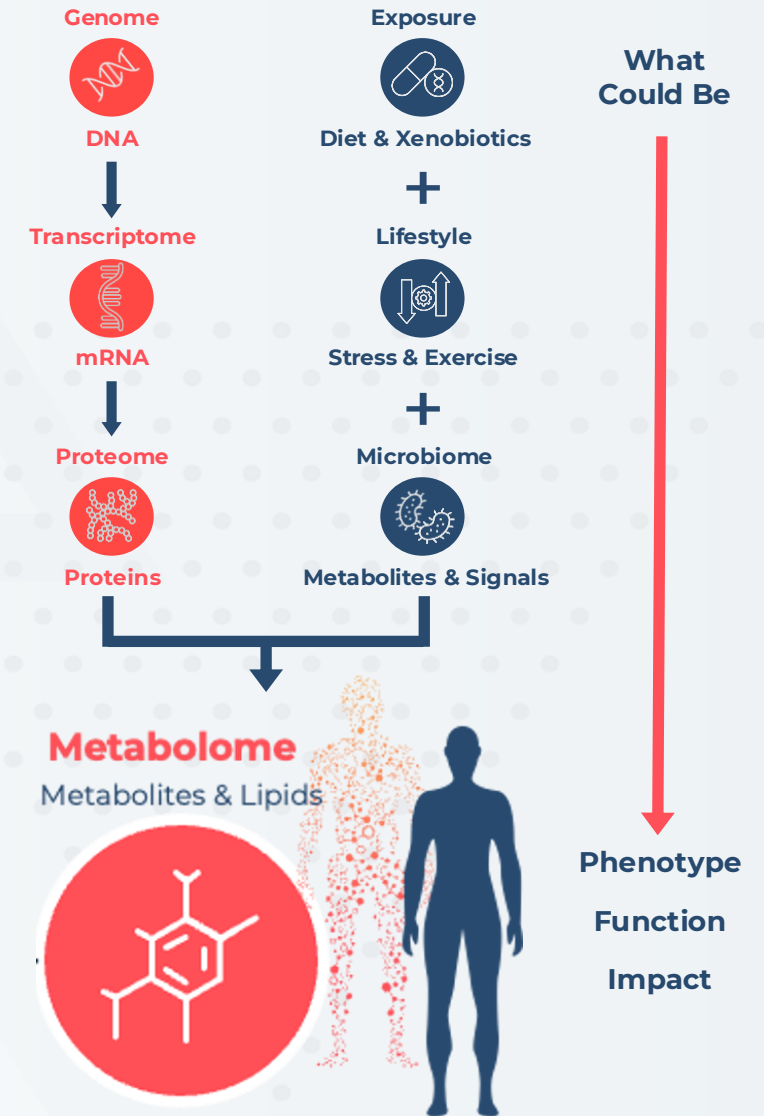 Genome
DNA
Transcriptome
mRNA
Proteome
Proteins
Exposure
Diet & Xenobiotics
+
Lifestyle
Stress & Exercise
+
Microbiome
Metabolites & Signals
Metabolome
Metabolites & Lipids
What
Could Be
Phenotype
Function
Impact